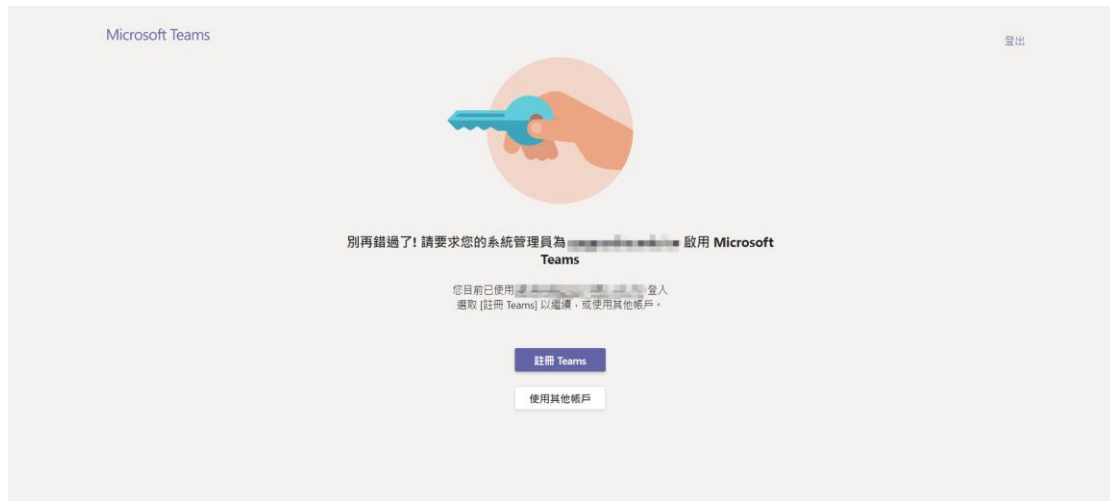 Microsoft Teams
登出
別再錯過了! 請要求您的系統管理員為 啟用 Microsoft
Teams
您目前已使用 登入
選取 [註冊 Teams] 以繼續，或使用其他帳戶。
註冊 Teams
使用其他帳戶